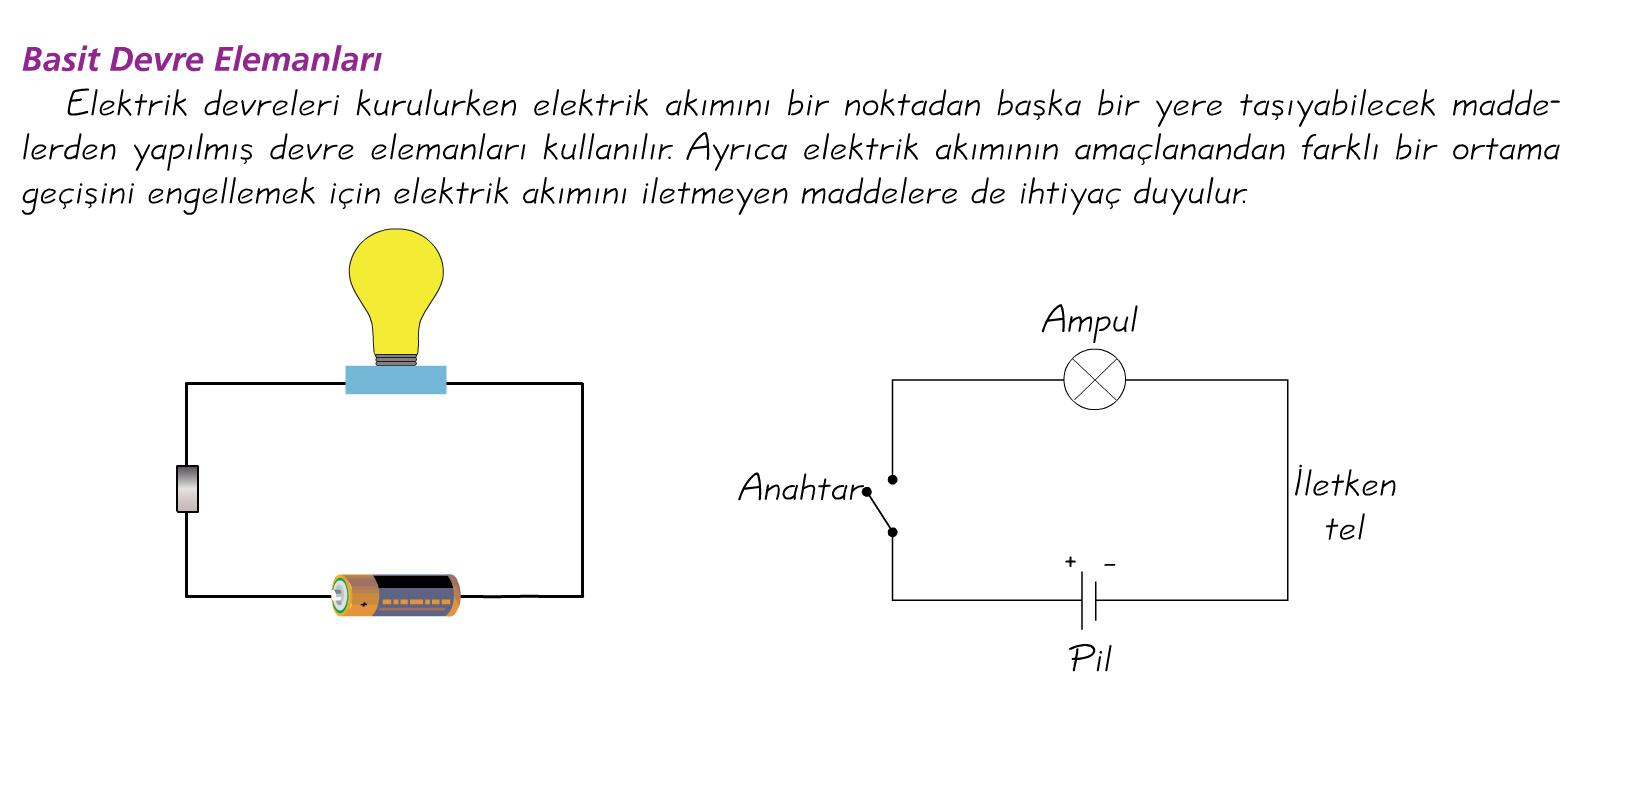 Basit Devre Elemanları
Elektrik devreleri kurulurken elektrik akımını bir noktadan başka bir yere taşıyabilecek madde-
lerden yapılmış devre elemanları kullanılır. Ayrıca elektrik akımının amaçlanandan farklı bir ortama
geçişini engellemek için elektrik akımını iletmeyen maddelere de ihtiyaç duyulur.
Ampul
Anahtar
İletken
tel
+ −
Pil
+